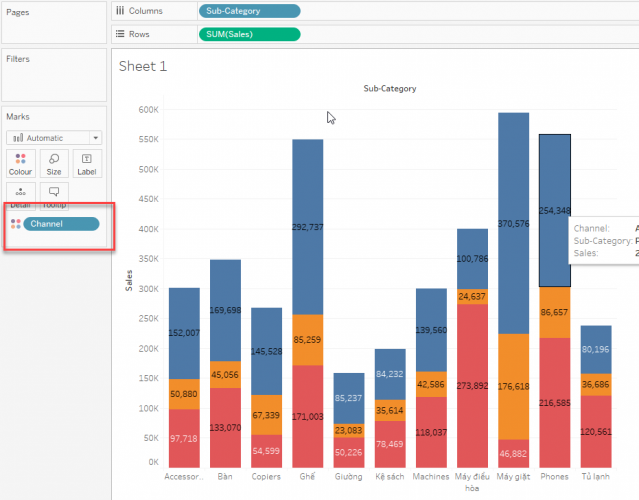 Pages
Columns
Sub-Category
Rows
SUM(Sales)
Filters
Sheet 1
Sub-Category
Marks
Automatic
Colour
Size
Label
Detail
Tooltip
Channel
600K
550K
500K
450K
400K
350K
300K
250K
200K
150K
100K
50K
0K
Sales
152,007
50,880
97,718
169,698
45,056
133,070
145,528
67,339
54,599
292,737
85,259
171,003
85,237
23,083
50,226
84,232
35,614
78,469
139,560
42,586
118,037
100,786
24,637
273,892
370,576
176,618
46,882
254,348
86,657
216,585
80,196
36,686
120,561
Channel: A
Sub-Category: P
Sales: 2
Accessor...
Bàn
Copiers
Ghế
Giường
Kệ sách
Machines
Máy điều
hòa
Máy giặt
Phones
Tủ lạnh